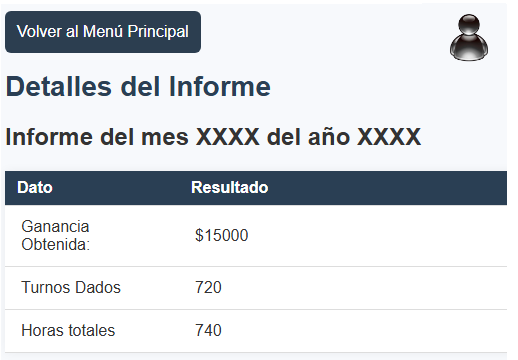 Volver al Menú Principal
Detalles del Informe
Informe del mes XXXX del año XXXX
Dato Resultado
Ganancia
Obtenida: $15000
Turnos Dados 720
Horas totales 740